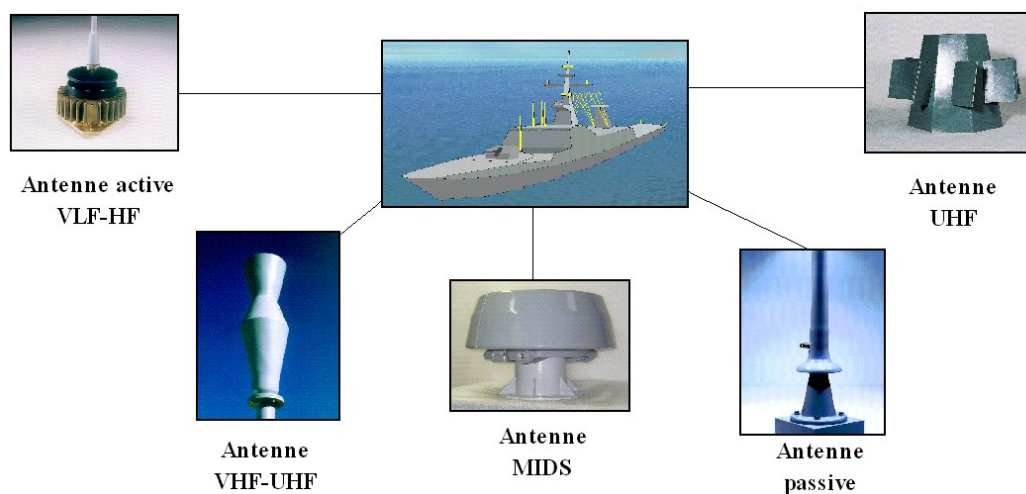 Antenne active
VLF-HF
Antenne
UHF
Antenne
VHF-UHF
Antenne
MIDS
Antenne
passive